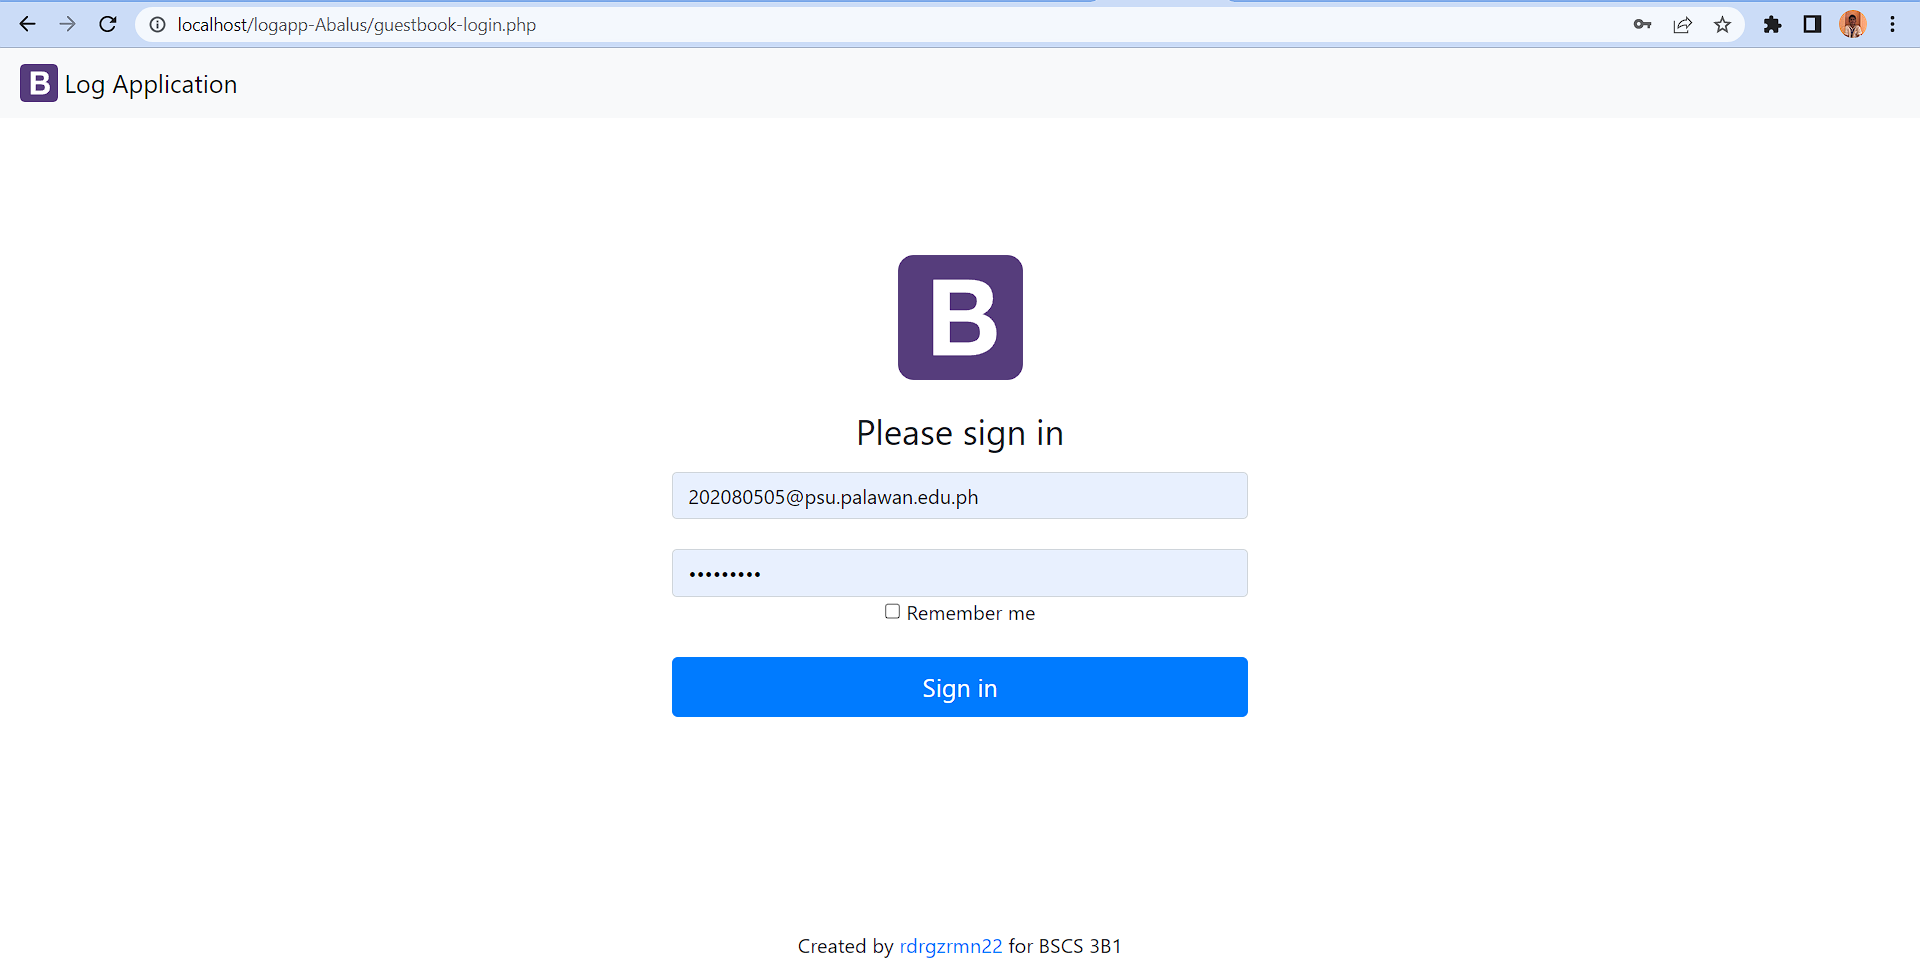 localhost/logapp-Abalus/guestbook-login.php
B Log Application
B
Please sign in
202080505@psu.palawan.edu.ph
•••••••••
Remember me
Sign in
Created by rdrgzrmn22 for BSCS 3B1